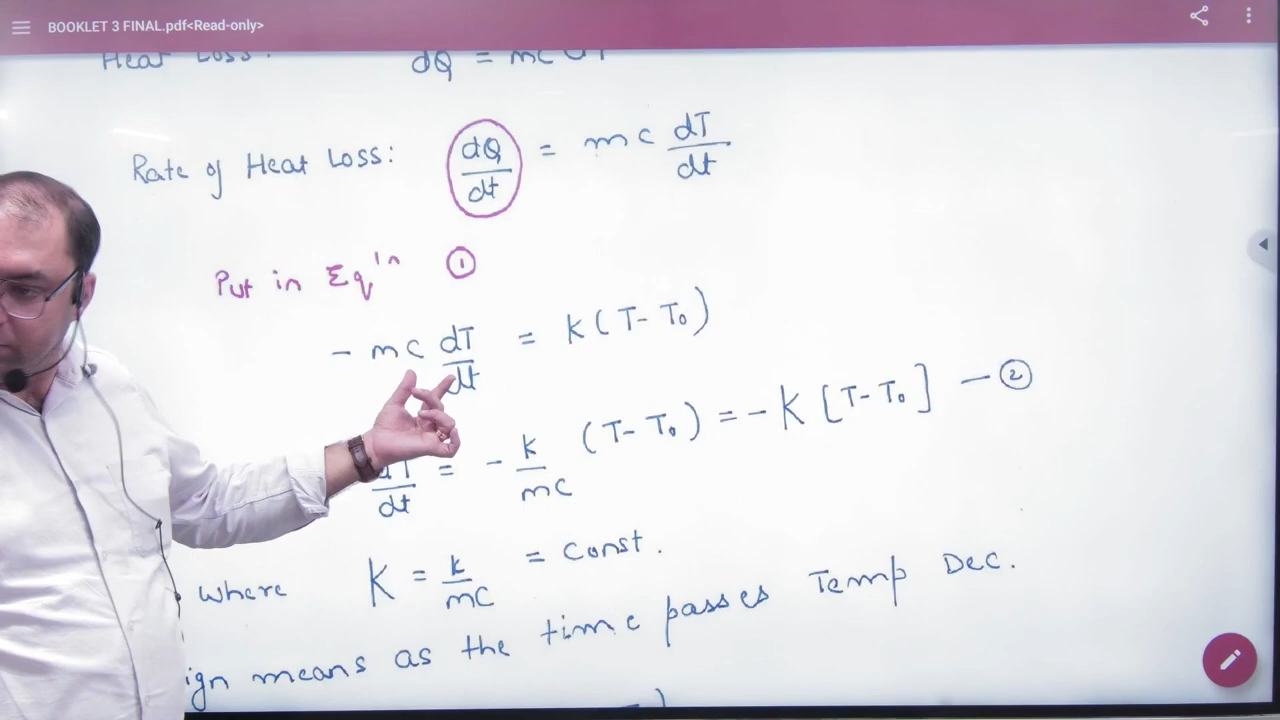 BOOKLET 3 FINAL.pdf<Read-only>
Heat Loss: dQ = mc dT
Rate of Heat Loss: dQ/dt = mc dT/dt
Put in Eq'n ①
- mc dT/dt = k(T-T₀)
dT/dt = - k/mc (T-T₀) = - K [T-T₀] — ②
where K = k/mc = const.
ign means as the time passes Temp Dec.